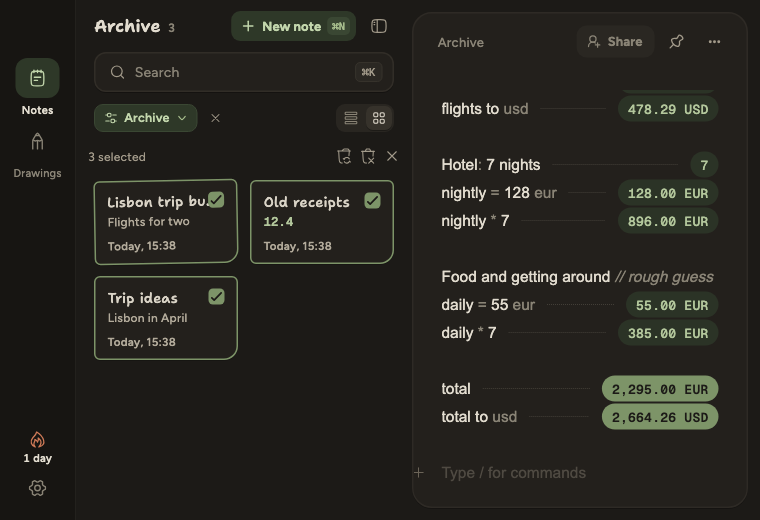 Notes
Drawings
1 day
Archive 3
New note ⌘N
Search ⌘K
Archive
3 selected
Lisbon trip bu…
Flights for two
Today, 15:38
Old receipts
12.4
Today, 15:38
Trip ideas
Lisbon in April
Today, 15:38
Archive
Share
flights to usd 478.29 USD
Hotel: 7 nights 7
nightly = 128 eur 128.00 EUR
nightly * 7 896.00 EUR
Food and getting around // rough guess
daily = 55 eur 55.00 EUR
daily * 7 385.00 EUR
total 2,295.00 EUR
total to usd 2,664.26 USD
+ Type / for commands